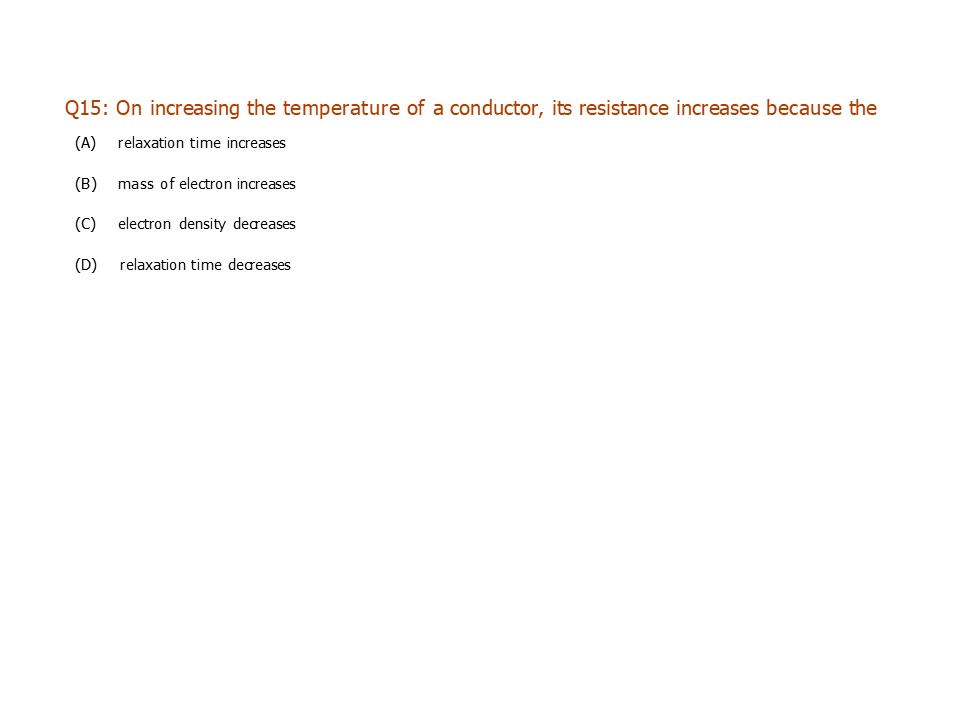 Q15: On increasing the temperature of a conductor, its resistance increases because the
(A) relaxation time increases
(B) mass of electron increases
(C) electron density decreases
(D) relaxation time decreases